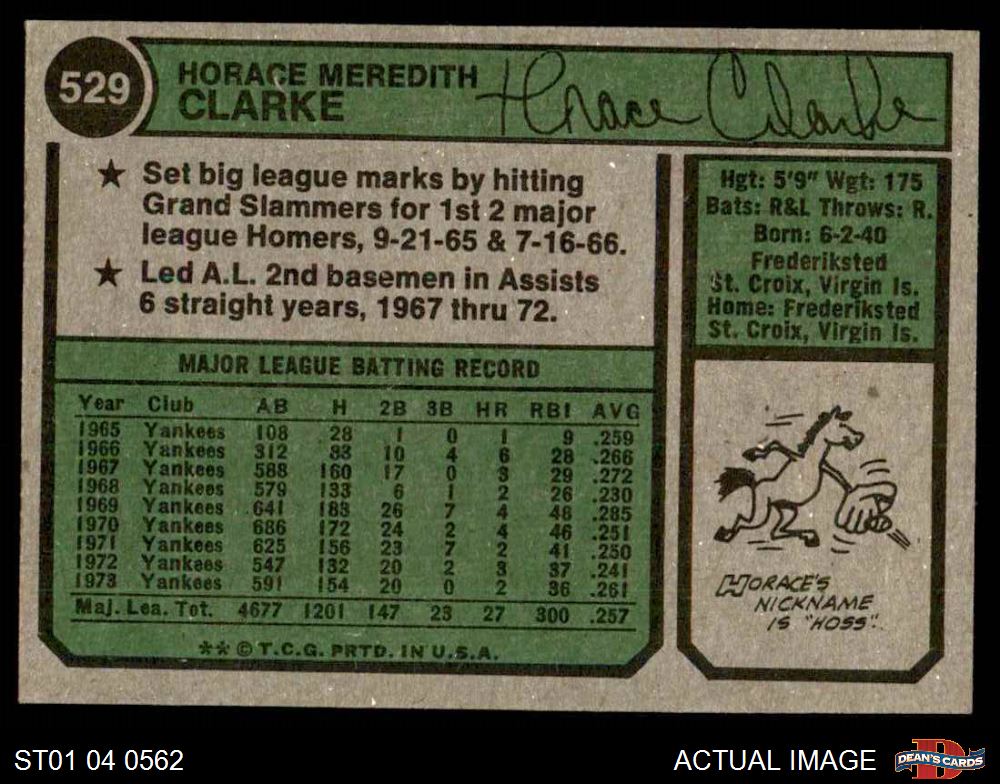 529
HORACE MEREDITH
CLARKE
Horace Clarke
★ Set big league marks by hitting
Grand Slammers for 1st 2 major
league Homers, 9-21-65 & 7-16-66.
★ Led A.L. 2nd basemen in Assists
6 straight years, 1967 thru 72.
Hgt: 5'9" Wgt: 175
Bats: R&L Throws: R.
Born: 6-2-40
Frederiksted
St. Croix, Virgin Is.
Home: Frederiksted
St. Croix, Virgin Is.
MAJOR LEAGUE BATTING RECORD
Year Club AB H 2B 3B HR RBI AVG
1965 Yankees 108 28 1 0 1 9 .259
1966 Yankees 312 83 10 4 6 28 .266
1967 Yankees 588 160 17 0 3 29 .272
1968 Yankees 579 133 6 1 2 26 .230
1969 Yankees 641 183 26 7 4 48 .285
1970 Yankees 686 172 24 2 4 46 .251
1971 Yankees 625 156 23 7 2 41 .250
1972 Yankees 547 132 20 2 3 37 .241
1973 Yankees 591 154 20 0 2 36 .261
Maj. Lea. Tot. 4677 1201 147 23 27 300 .257
** © T.C.G. PRTD. IN U.S.A.
HORACE'S
NICKNAME
IS "HOSS".
ST01 04 0562
ACTUAL IMAGE
DEAN'S CARDS